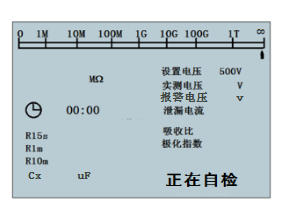 0 1M 10M 100M 1G 10G 100G 1T ∞
MΩ
设置电压 500V
实测电压 V
报警电压 v
00:00 泄漏电流
R15s 吸收比
R1m 极化指数
R10m
Cx uF 正在自检